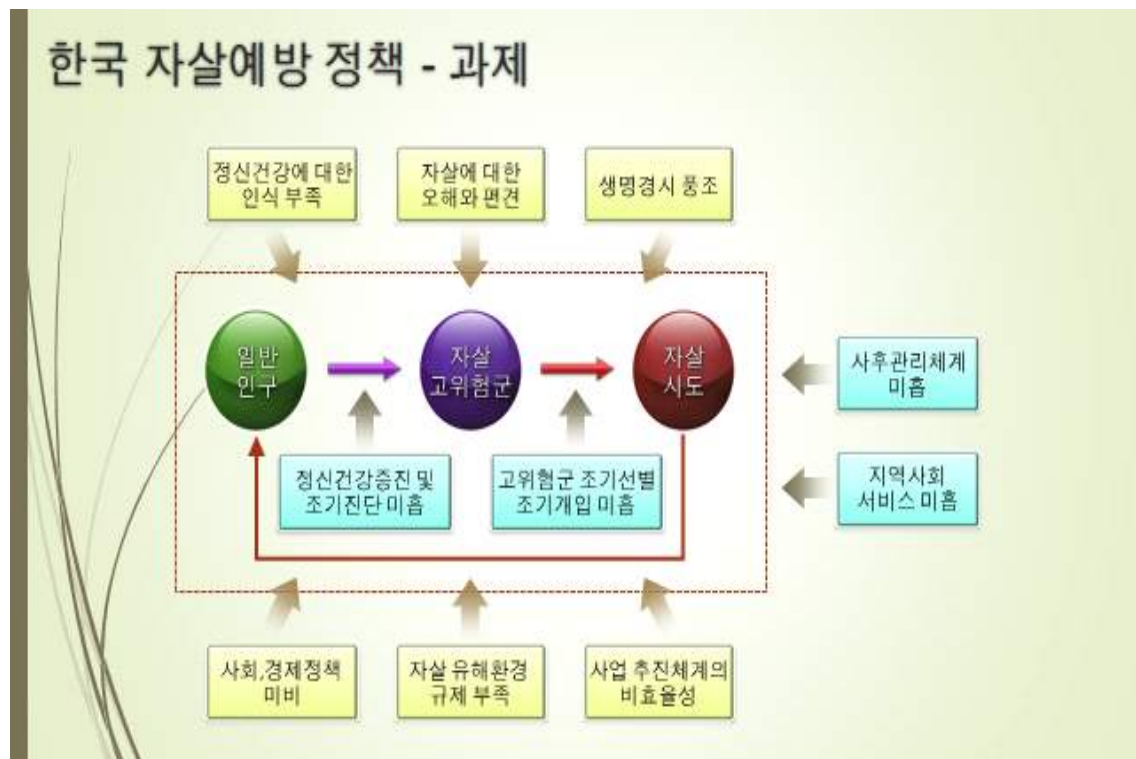 한국 자살예방 정책 - 과제
정신건강에 대한
인식 부족
자살에 대한
오해와 편견
생명경시 풍조
일반
인구
자살
고위험군
자살
시도
사후관리체계
미흡
정신건강증진 및
조기진단 미흡
고위험군 조기선별
조기개입 미흡
지역사회
서비스 미흡
사회,경제정책
미비
자살 유해환경
규제 부족
사업 추진체계의
비효율성